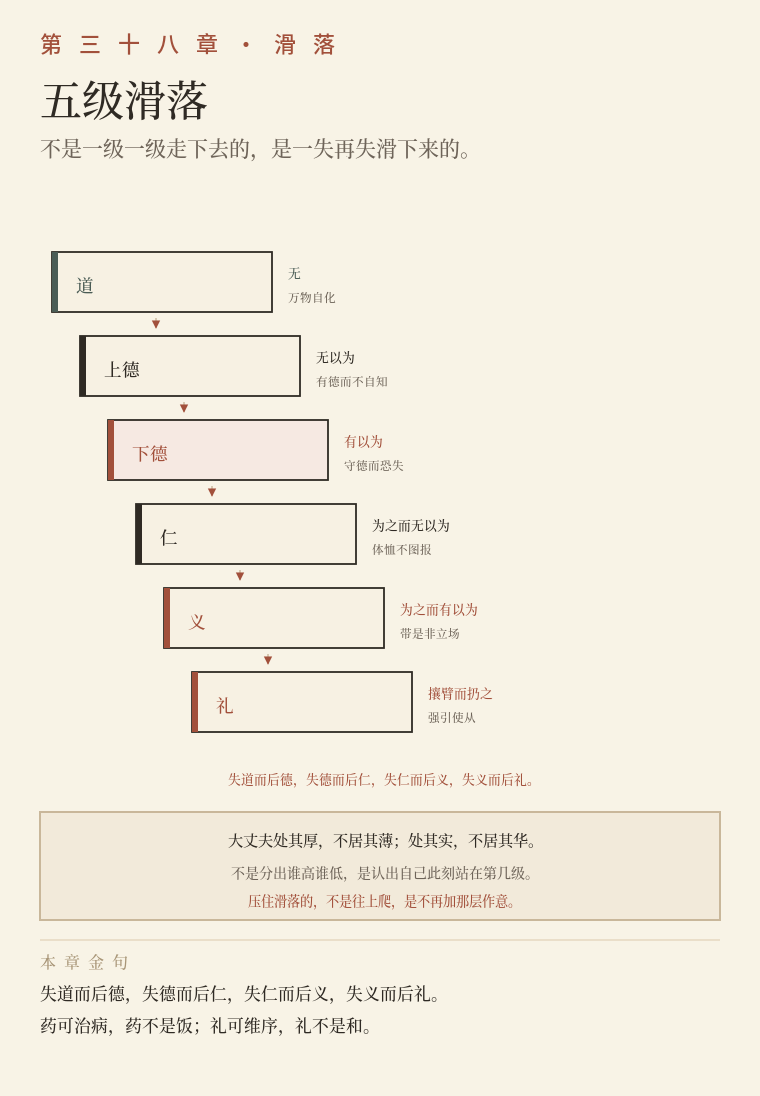 第三十八章·滑落
五级滑落
不是一级一级走下去的，是一失再失滑下来的。
道
无
万物自化
上德
无以为
有德而不自知
下德
有以为
守德而恐失
仁
为之而无以为
体恤不图报
义
为之而有以为
带是非立场
礼
攘臂而扔之
强引使从
失道而后德，失德而后仁，失仁而后义，失义而后礼。
大丈夫处其厚，不居其薄；处其实，不居其华。
不是分出谁高谁低，是认出自己此刻站在第几级。
压住滑落的，不是往上爬，是不再加那层作意。
本章金句
失道而后德，失德而后仁，失仁而后义，失义而后礼。
药可治病，药不是饭；礼可维序，礼不是和。